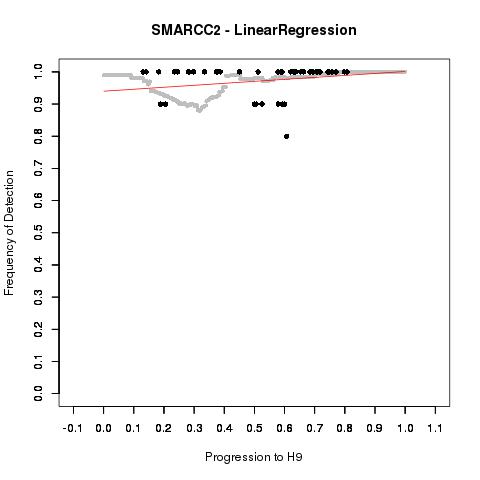 SMARCC2 - LinearRegression
Frequency of Detection
1.0
0.9
0.8
0.7
0.6
0.5
0.4
0.3
0.2
0.1
0.0
-0.1 0.0 0.1 0.2 0.3 0.4 0.5 0.6 0.7 0.8 0.9 1.0 1.1
Progression to H9